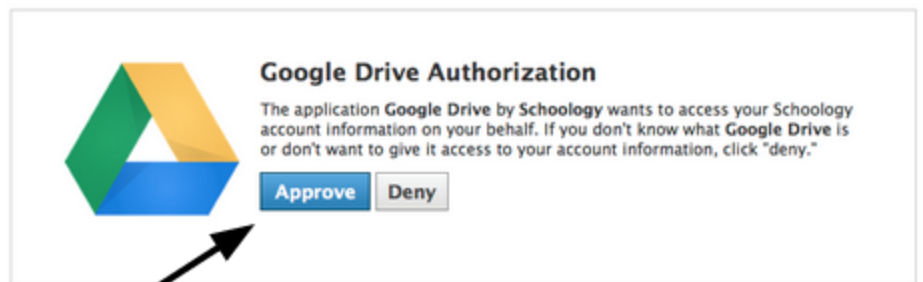 Google Drive Authorization
The application Google Drive by Schoology wants to access your Schoology
account information on your behalf. If you don't know what Google Drive is
or don't want to give it access to your account information, click "deny."
Approve Deny